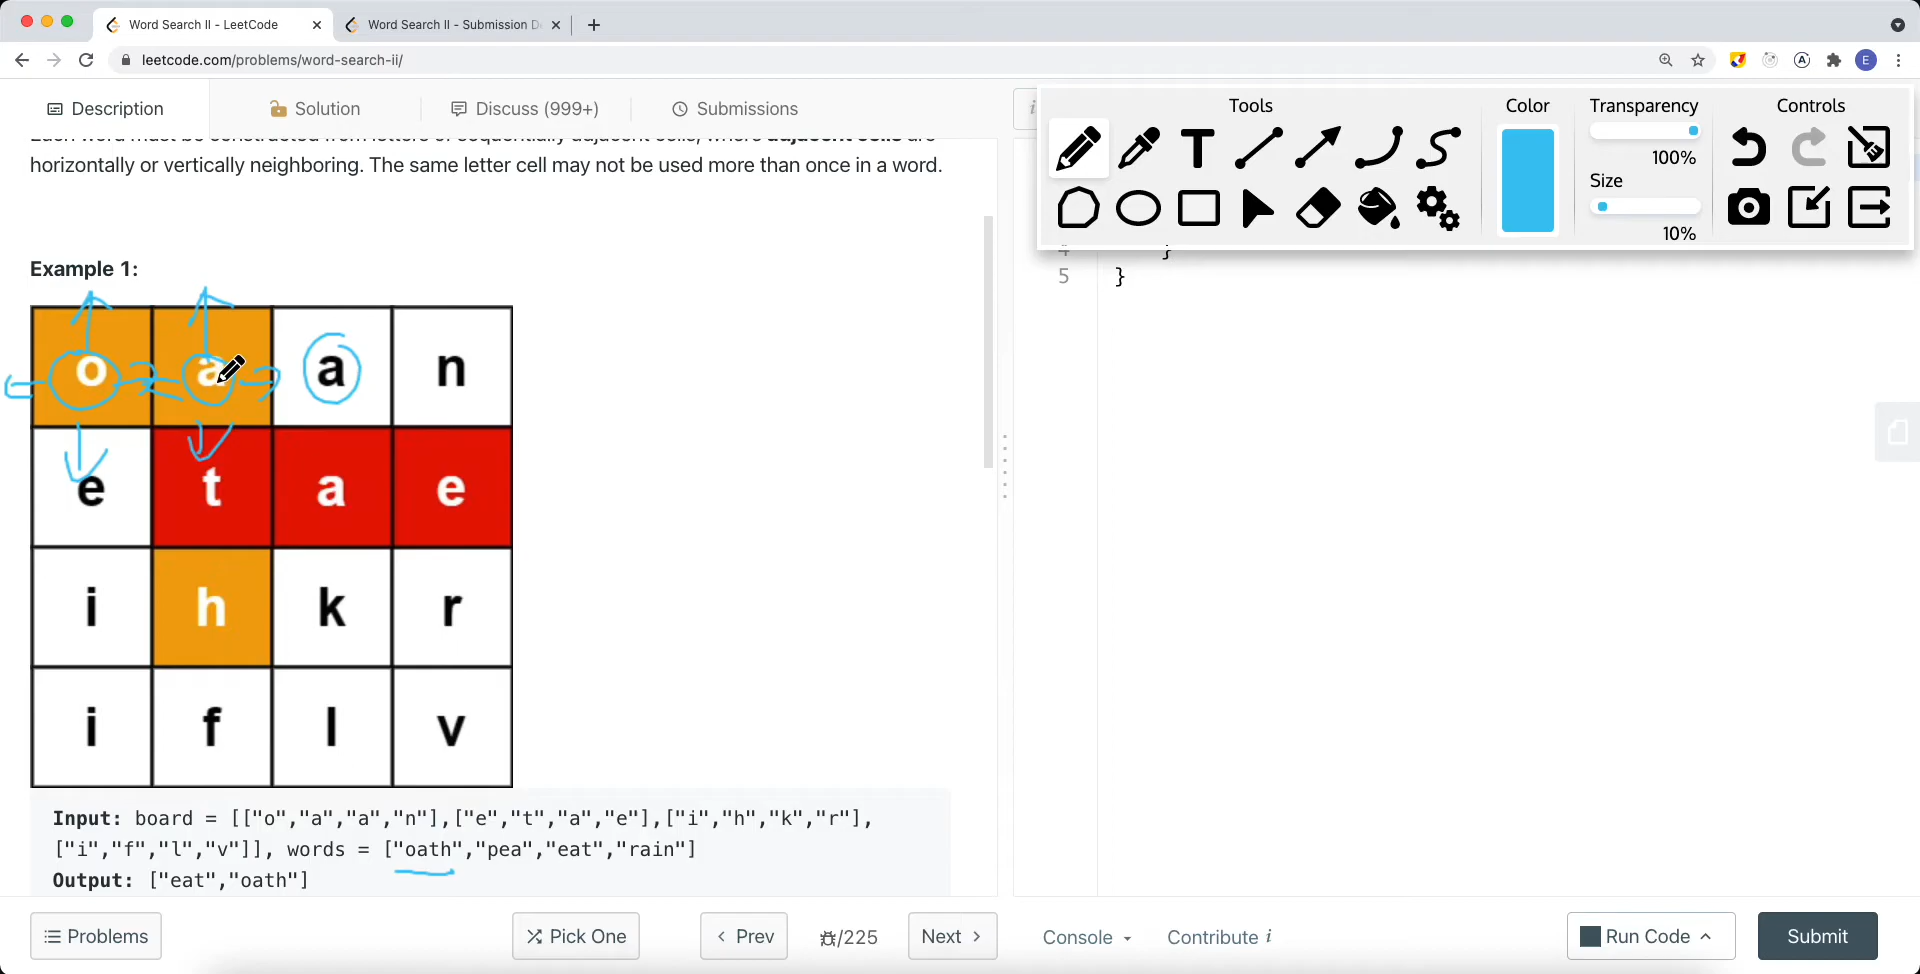 Word Search II - LeetCode
Word Search II - Submission D
leetcode.com/problems/word-search-ii/
E
Description
Solution
Discuss (999+)
Submissions
Tools
Color
Transparency
Controls
100%
Size
10%
horizontally or vertically neighboring. The same letter cell may not be used more than once in a word.
4 }
5 }
Example 1:
o a a n
e t a e
i h k r
i f l v
Input: board = [["o","a","a","n"],["e","t","a","e"],["i","h","k","r"],
["i","f","l","v"]], words = ["oath","pea","eat","rain"]
Output: ["eat","oath"]
Problems
Pick One
Prev
/225
Next
Console
Contribute i
Run Code
Submit